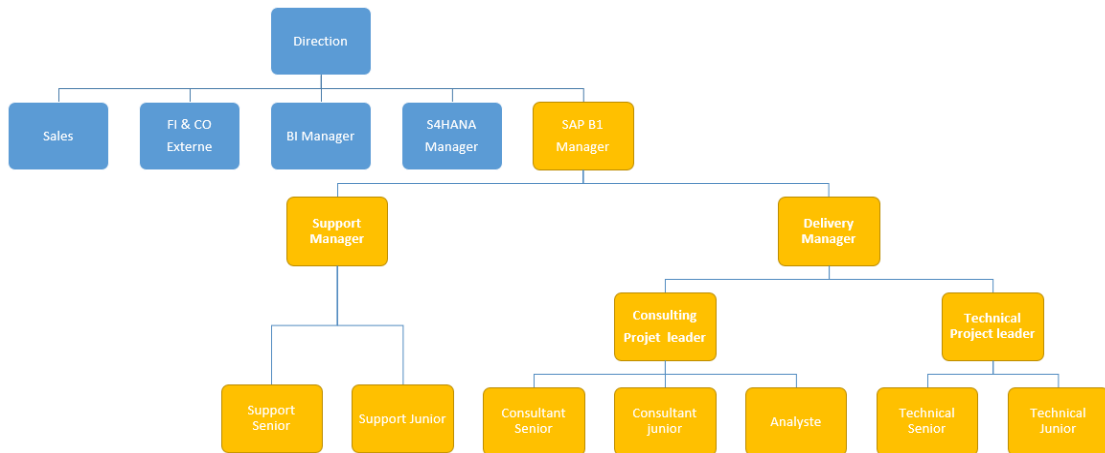 Direction
Sales
FI & CO
Externe
BI Manager
S4HANA
Manager
SAP B1
Manager
Support
Manager
Delivery
Manager
Consulting
Projet leader
Technical
Project leader
Support
Senior
Support Junior
Consultant
Senior
Consultant
junior
Analyste
Technical
Senior
Technical
Junior